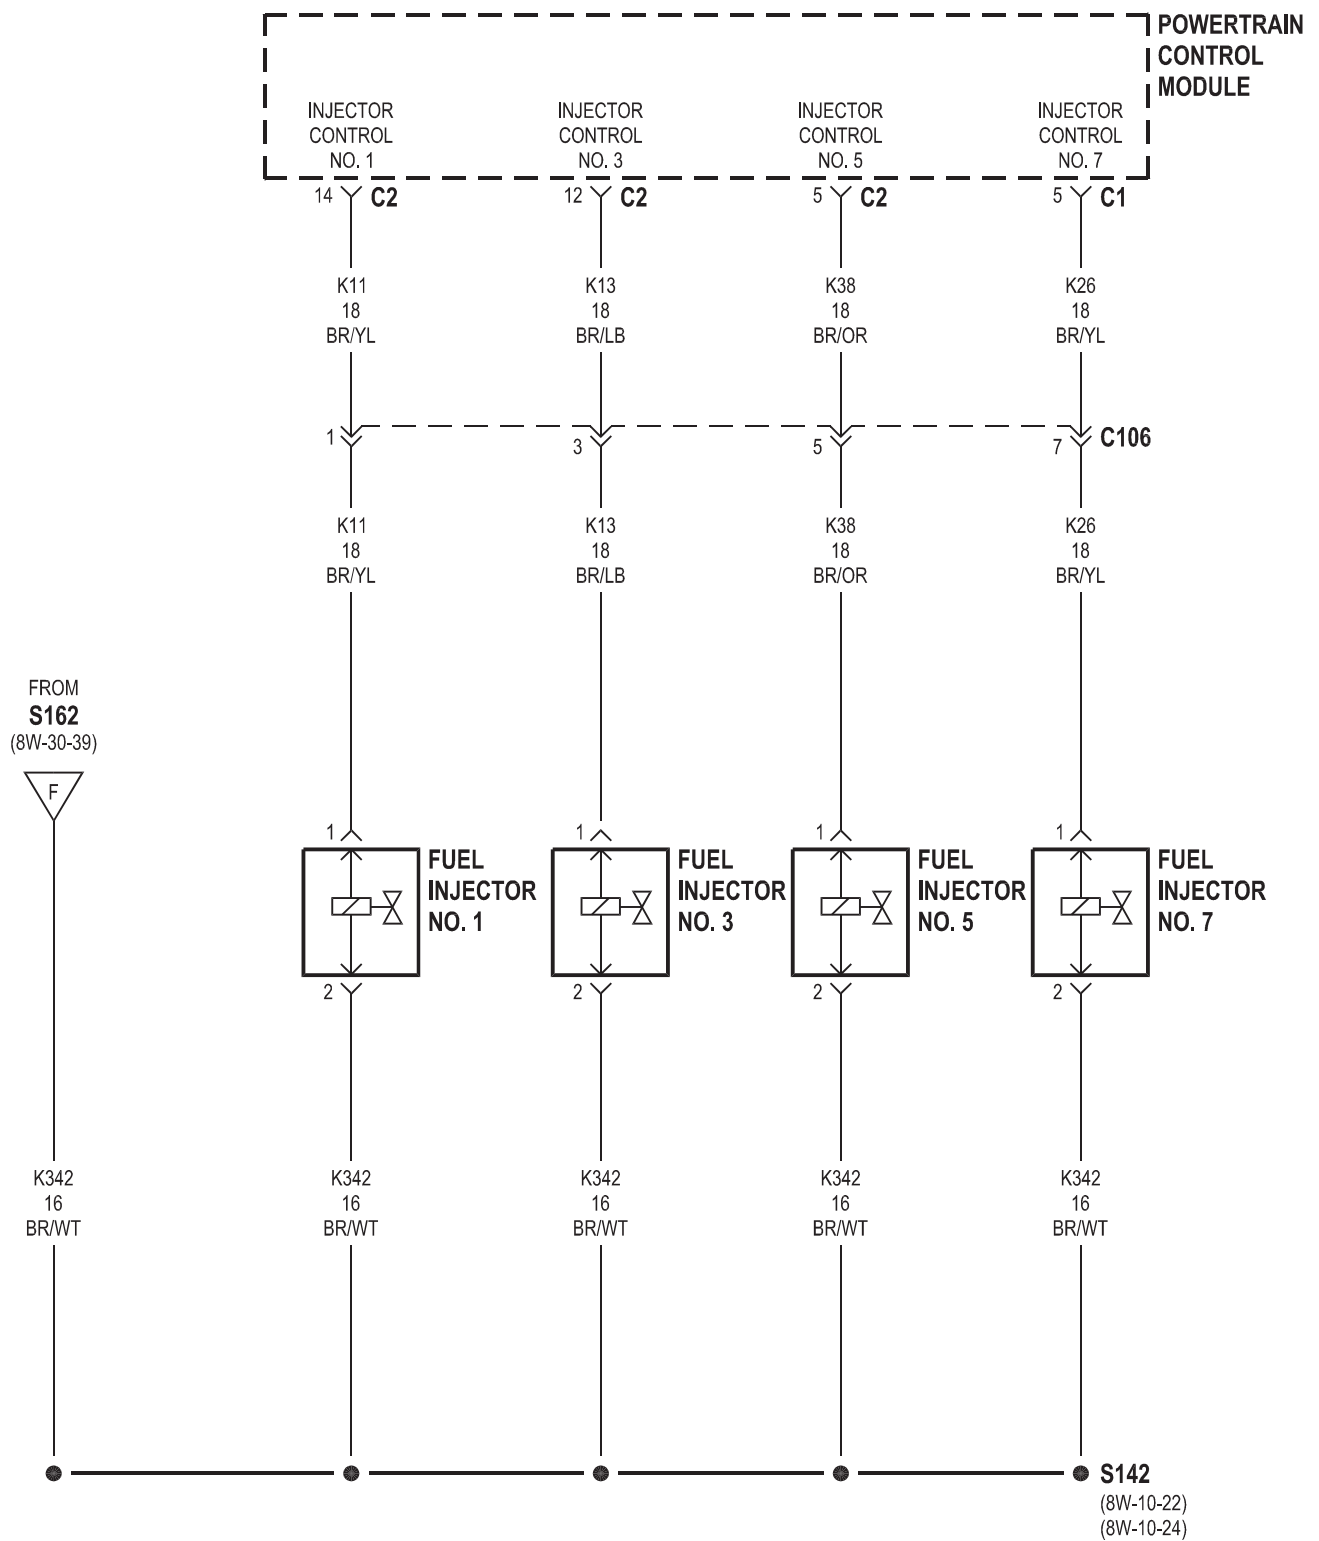 POWERTRAIN
CONTROL
MODULE
INJECTOR CONTROL NO. 1
INJECTOR CONTROL NO. 3
INJECTOR CONTROL NO. 5
INJECTOR CONTROL NO. 7
14 C2
12 C2
5 C2
5 C1
K11 18 BR/YL
K13 18 BR/LB
K38 18 BR/OR
K26 18 BR/YL
1
3
5
7 C106
K11 18 BR/YL
K13 18 BR/LB
K38 18 BR/OR
K26 18 BR/YL
FROM
S162
(8W-30-39)
F
1
1
1
1
FUEL INJECTOR NO. 1
FUEL INJECTOR NO. 3
FUEL INJECTOR NO. 5
FUEL INJECTOR NO. 7
2
2
2
2
K342 16 BR/WT
K342 16 BR/WT
K342 16 BR/WT
K342 16 BR/WT
K342 16 BR/WT
S142
(8W-10-22)
(8W-10-24)